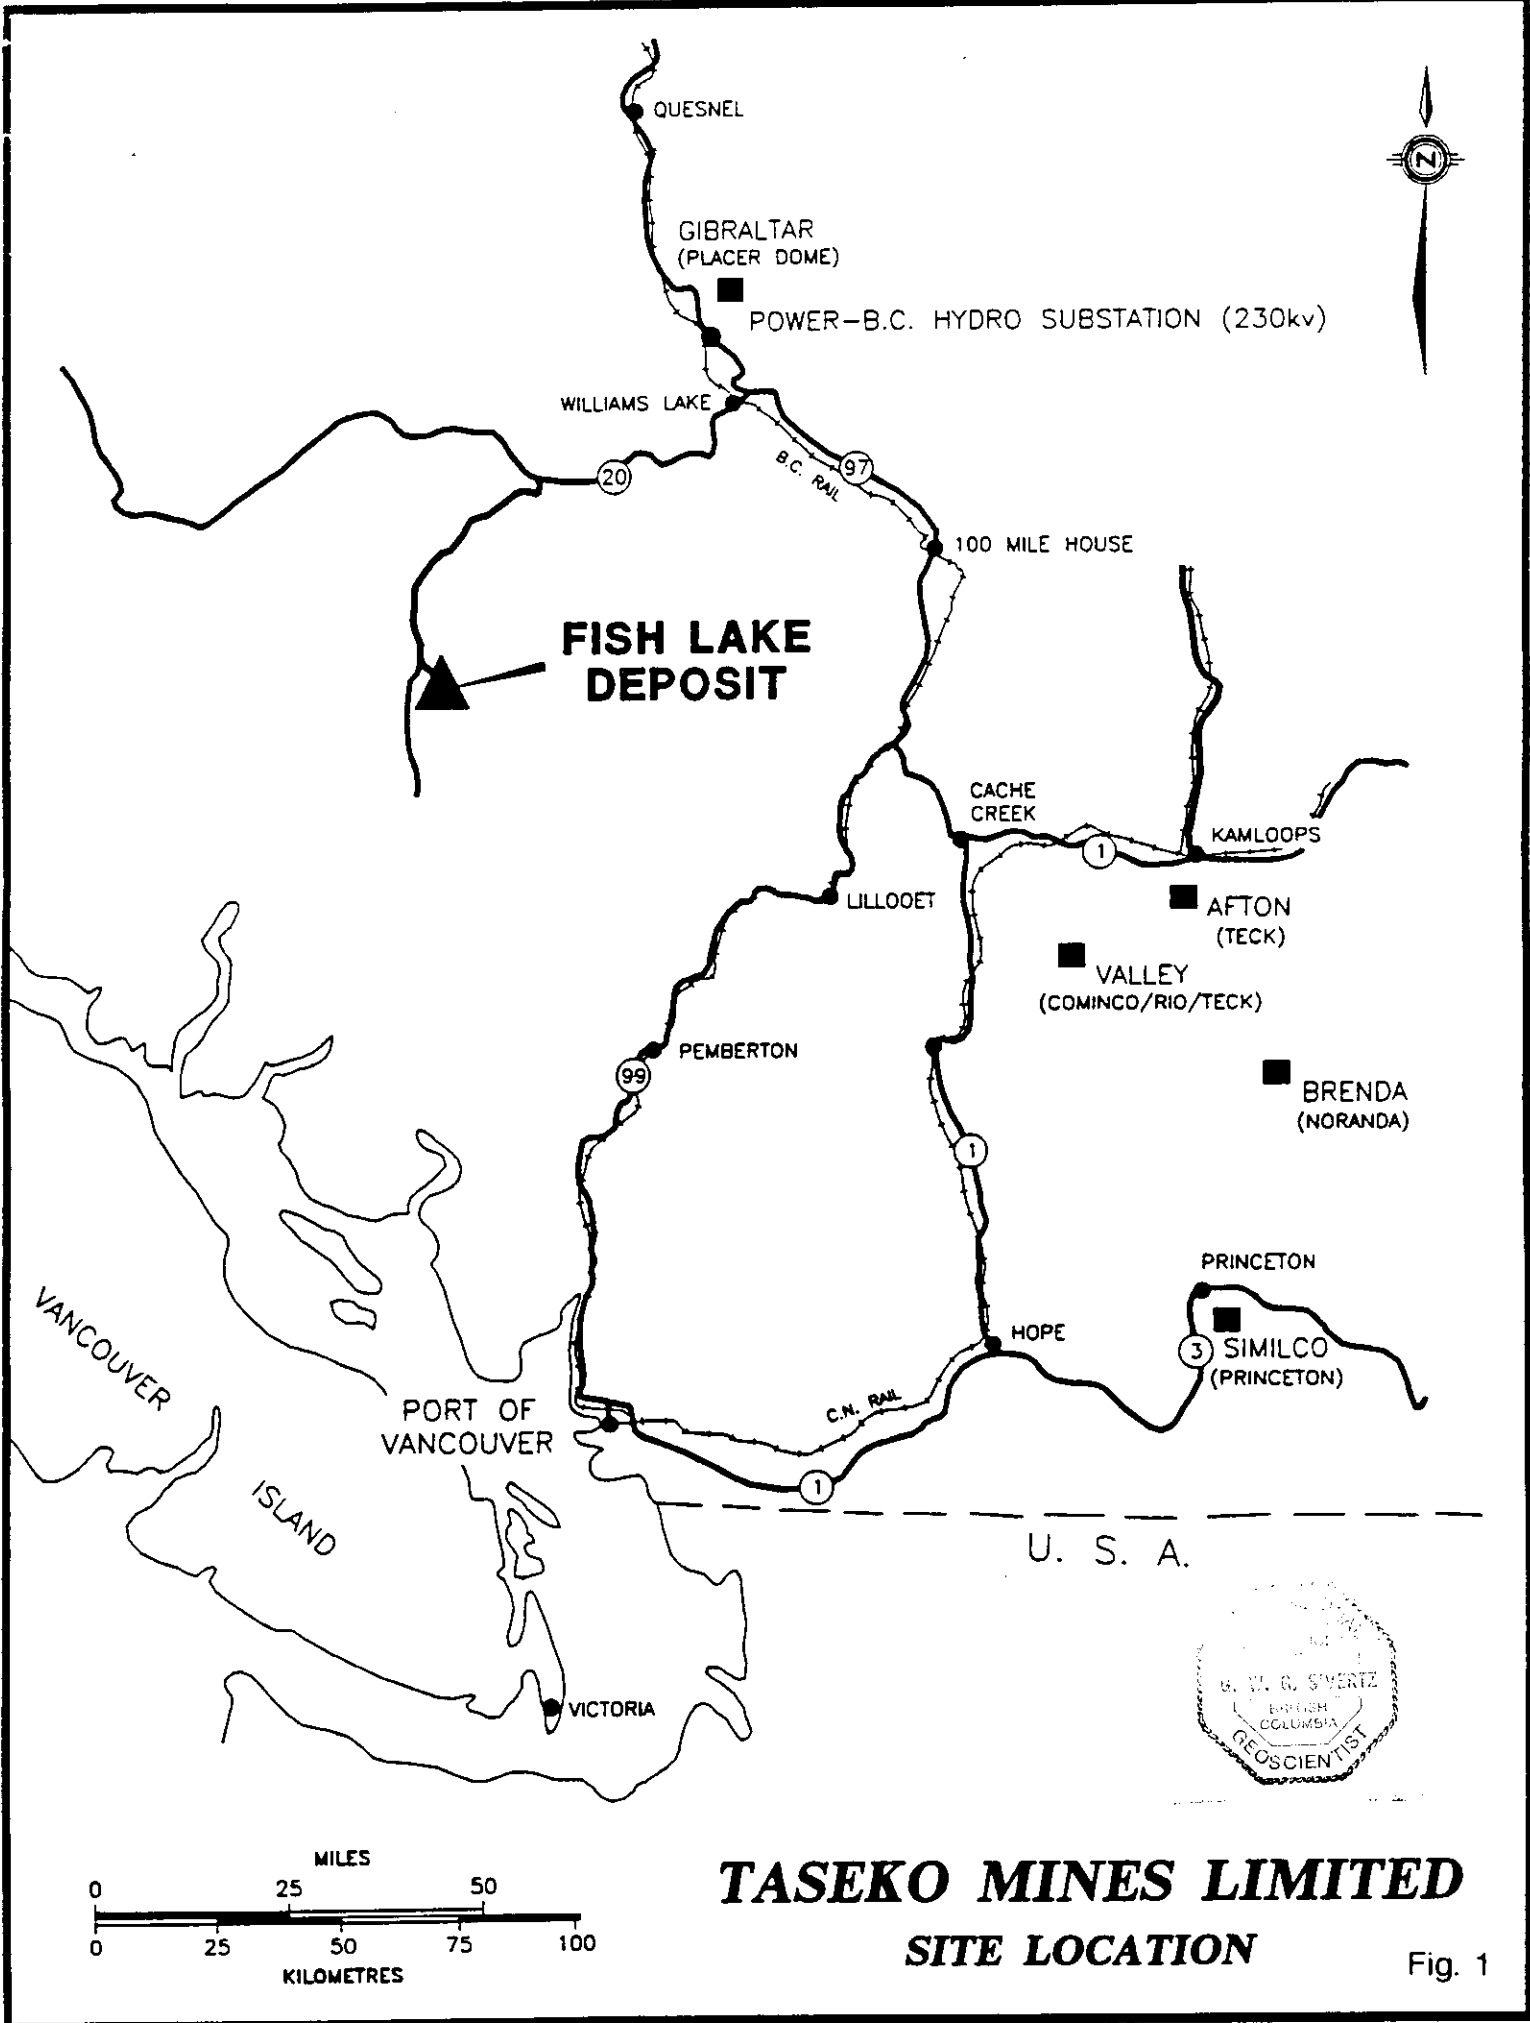 QUESNEL
N
GIBRALTAR
(PLACER DOME)
POWER-B.C. HYDRO SUBSTATION (230kv)
WILLIAMS LAKE
20
97
B.C. RAIL
100 MILE HOUSE
FISH LAKE
DEPOSIT
CACHE
CREEK
1
KAMLOOPS
LILLOOET
AFTON
(TECK)
VALLEY
(COMINCO/RIO/TECK)
PEMBERTON
99
BRENDA
(NORANDA)
1
PRINCETON
HOPE
3
SIMILCO
(PRINCETON)
VANCOUVER
ISLAND
PORT OF
VANCOUVER
C.N. RAIL
1
U. S. A.
VICTORIA
BRITISH
COLUMBIA
GEOSCIENTIST
MILES
0 25 50
0 25 50 75 100
KILOMETRES
TASEKO MINES LIMITED
SITE LOCATION
Fig. 1